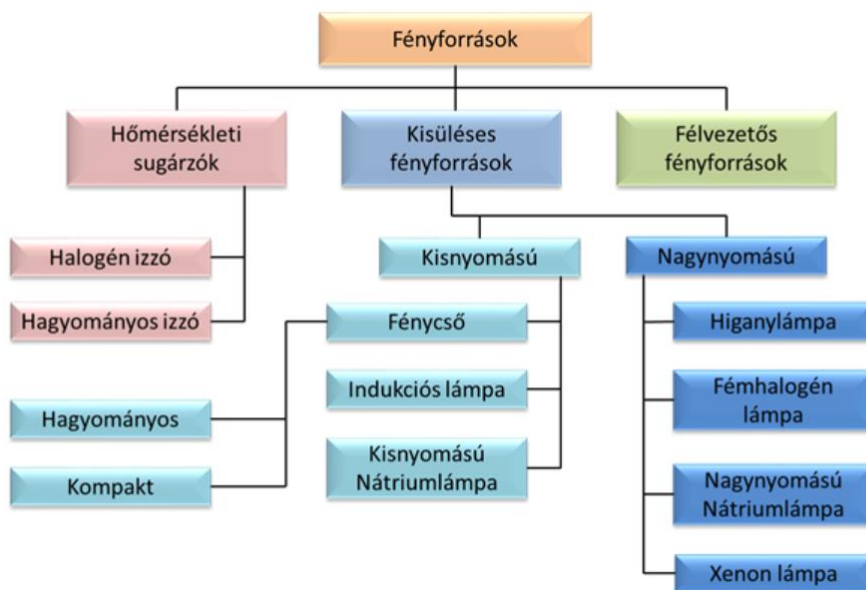 Fényforrások
Hőmérsékleti
sugárzók
Kisüléses
fényforrások
Félvezetős
fényforrások
Halogén izzó
Hagyományos izzó
Kisnyomású
Nagynyomású
Fénycső
Hagyományos
Kompakt
Indukciós lámpa
Kisnyomású
Nátriumlámpa
Higanylámpa
Fémhalogén
lámpa
Nagynyomású
Nátriumlámpa
Xenon lámpa